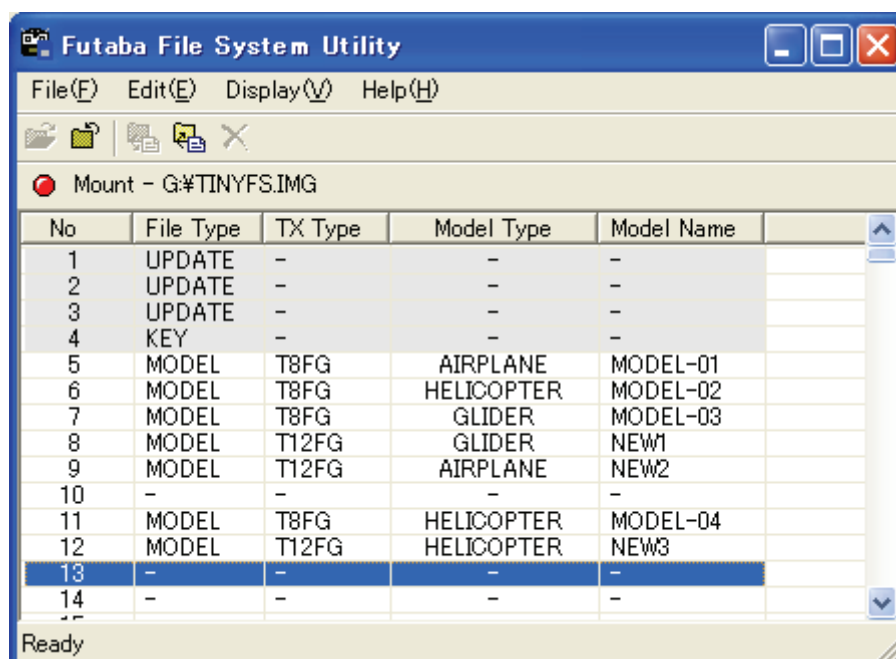 Futaba File System Utility
File(F) Edit(E) Display(V) Help(H)
Mount - G:¥TINYFS.IMG
No File Type TX Type Model Type Model Name
1 UPDATE - - -
2 UPDATE - - -
3 UPDATE - - -
4 KEY - - -
5 MODEL T8FG AIRPLANE MODEL-01
6 MODEL T8FG HELICOPTER MODEL-02
7 MODEL T8FG GLIDER MODEL-03
8 MODEL T12FG GLIDER NEW1
9 MODEL T12FG AIRPLANE NEW2
10 - - - -
11 MODEL T8FG HELICOPTER MODEL-04
12 MODEL T12FG HELICOPTER NEW3
13 - - - -
14 - - - -
Ready